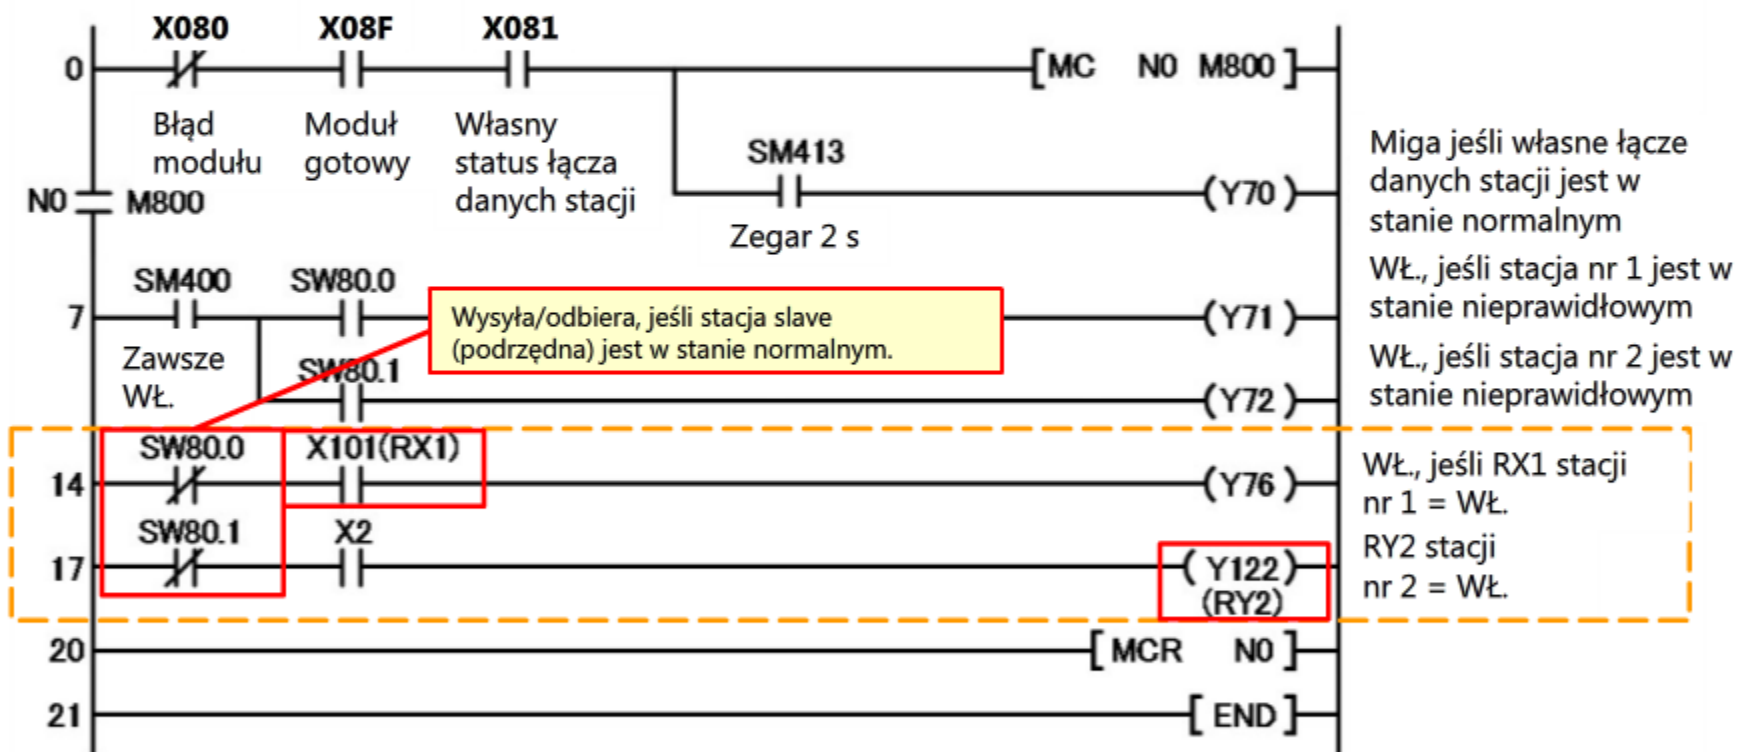 X080 X08F X081
0 [MC N0 M800]
Błąd modułu
Moduł gotowy
Własny status łącza danych stacji
SM413
N0 M800
(Y70)
Zegar 2 s
Miga jeśli własne łącze
danych stacji jest w
stanie normalnym
SM400 SW80.0
7 (Y71)
WŁ., jeśli stacja nr 1 jest w
stanie nieprawidłowym
Wysyła/odbiera, jeśli stacja slave
(podrzędna) jest w stanie normalnym.
Zawsze
WŁ.
SW80.1
(Y72)
WŁ., jeśli stacja nr 2 jest w
stanie nieprawidłowym
SW80.0 X101(RX1)
14 (Y76)
WŁ., jeśli RX1 stacji
nr 1 = WŁ.
SW80.1 X2
17 (Y122)
(RY2)
RY2 stacji
nr 2 = WŁ.
20 [MCR N0]
21 [END]